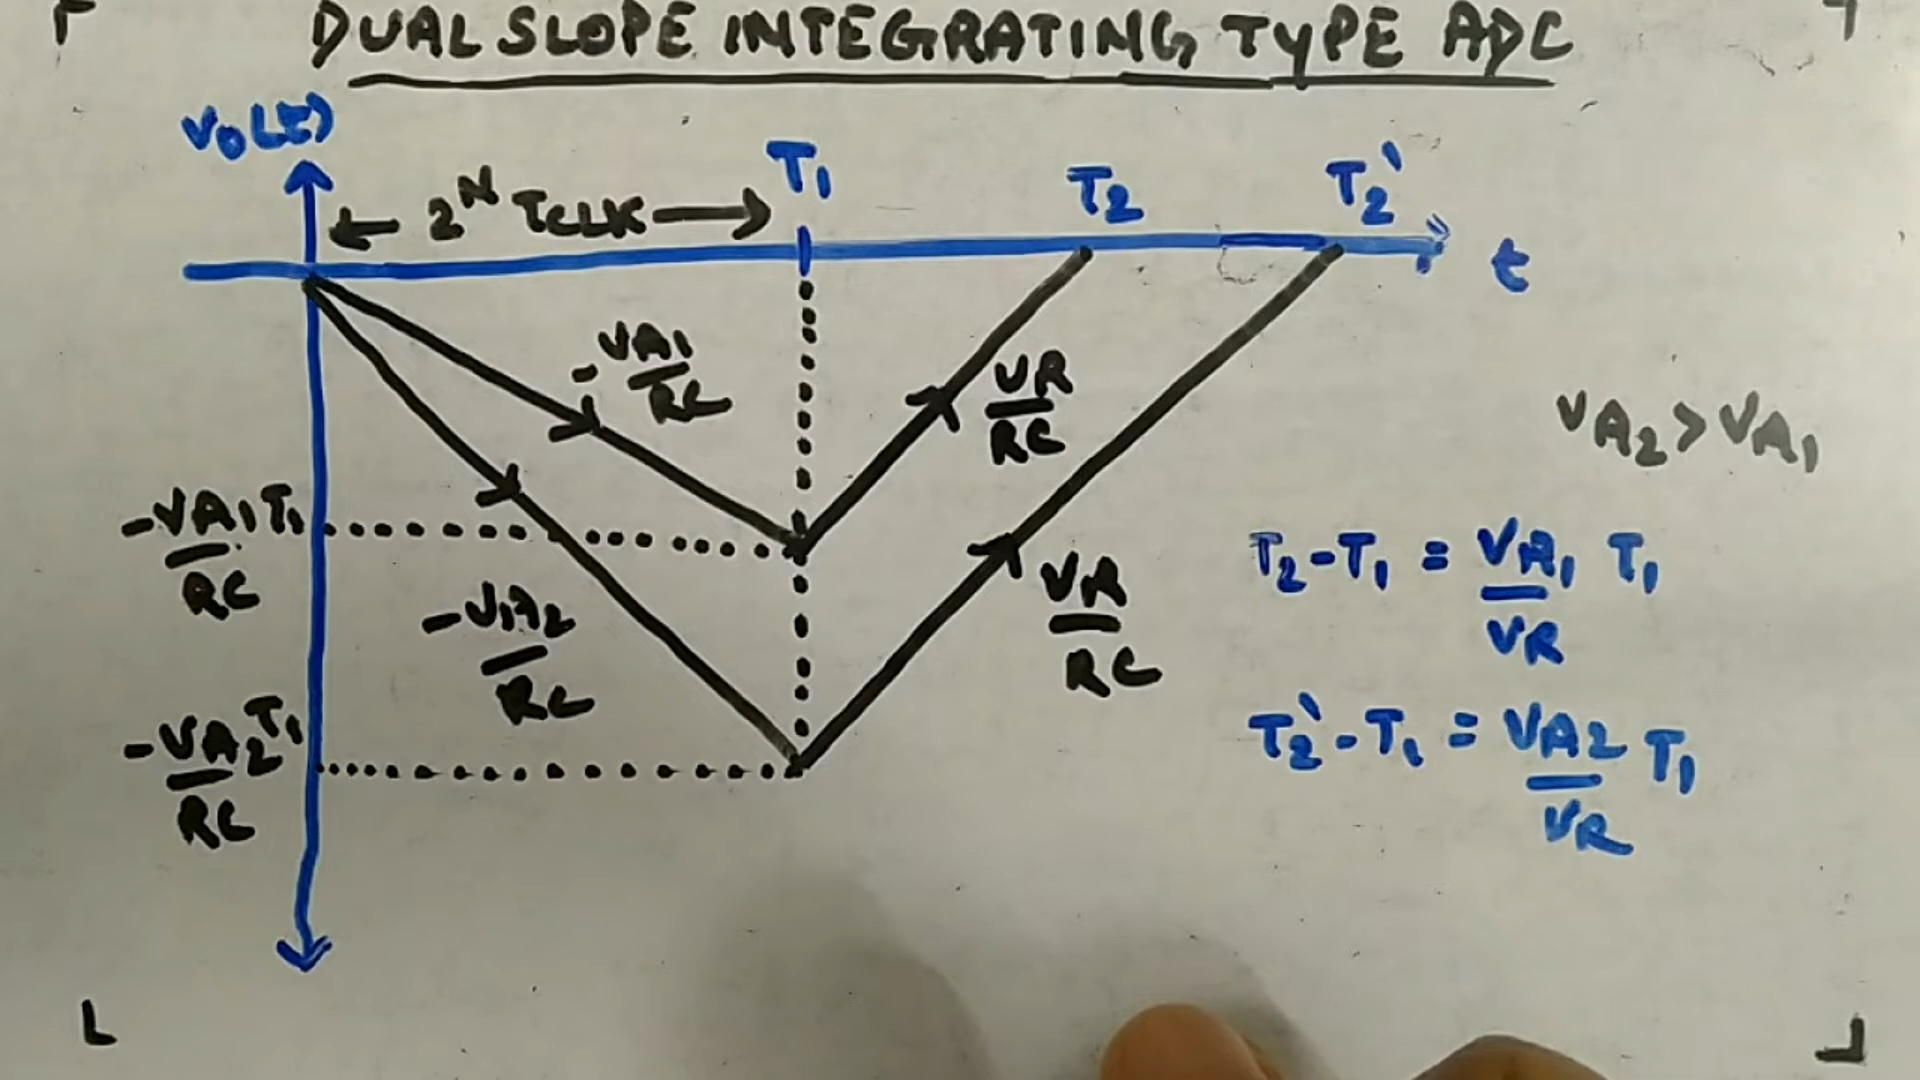 DUAL SLOPE INTEGRATING TYPE ADC
Vo(t)
2^N TCLK
T1
T2
T2'
t
-VA1/RC
VR/RC
VA2 > VA1
-VA1T1/RC
T2-T1 = VA1/VR T1
-VA2/RC
VR/RC
-VA2T1/RC
T2'-T1 = VA2/VR T1